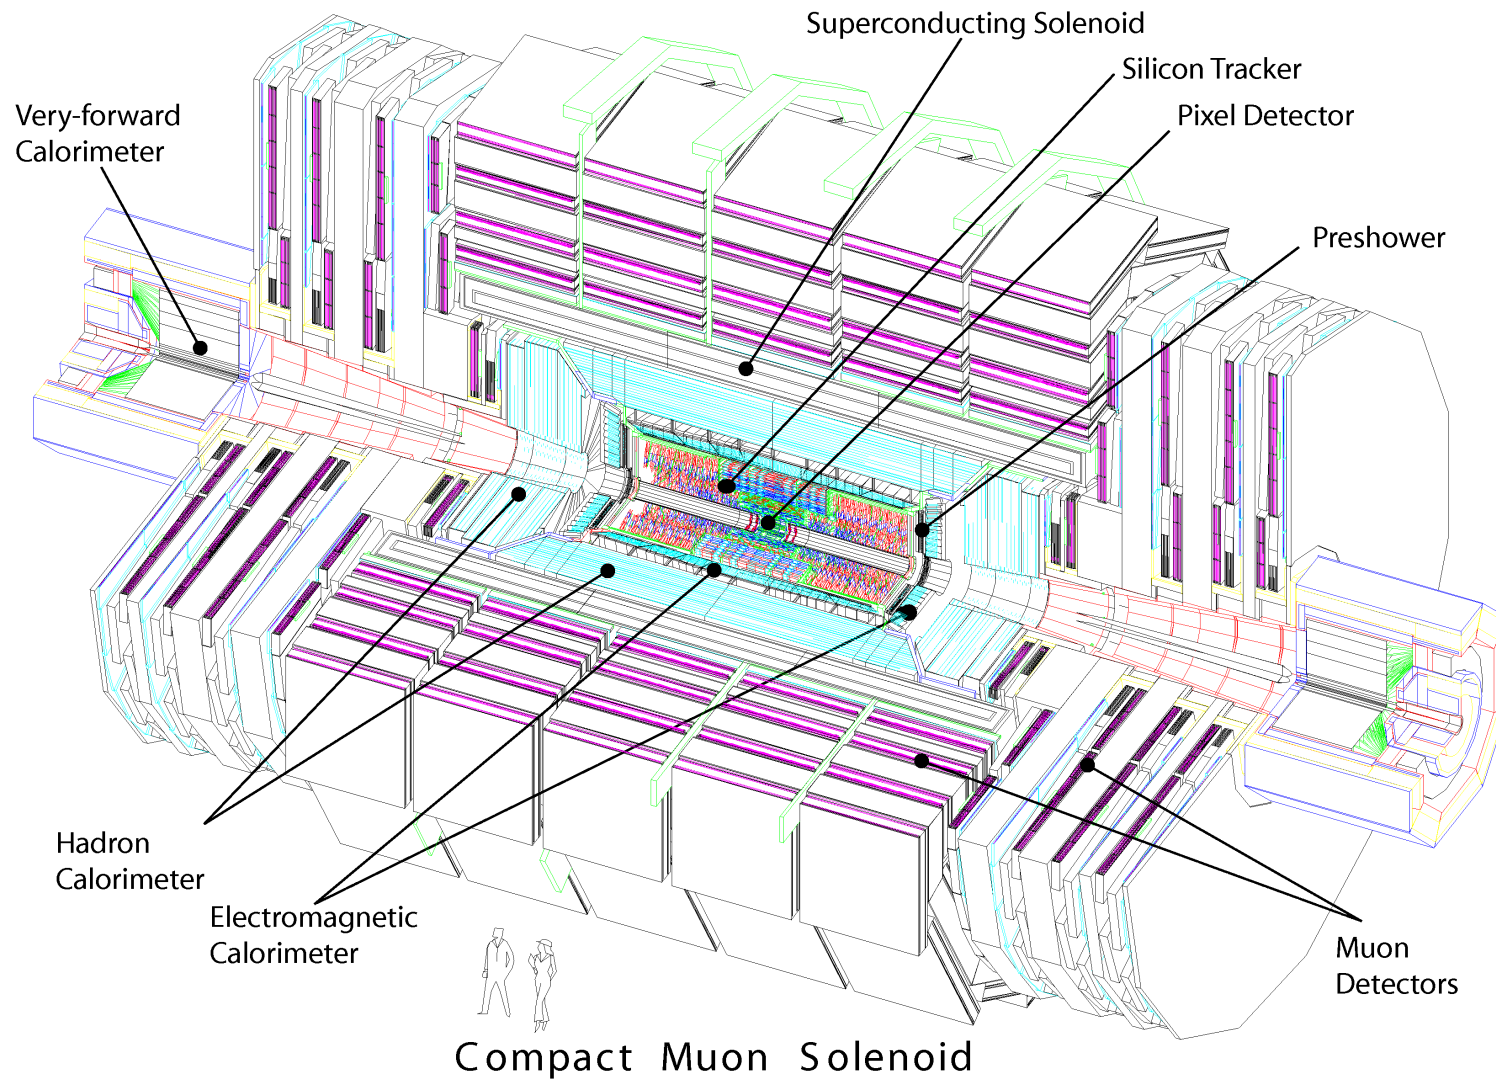 Superconducting Solenoid
Silicon Tracker
Pixel Detector
Very-forward
Calorimeter
Preshower
Hadron
Calorimeter
Electromagnetic
Calorimeter
Muon
Detectors
Compact Muon Solenoid